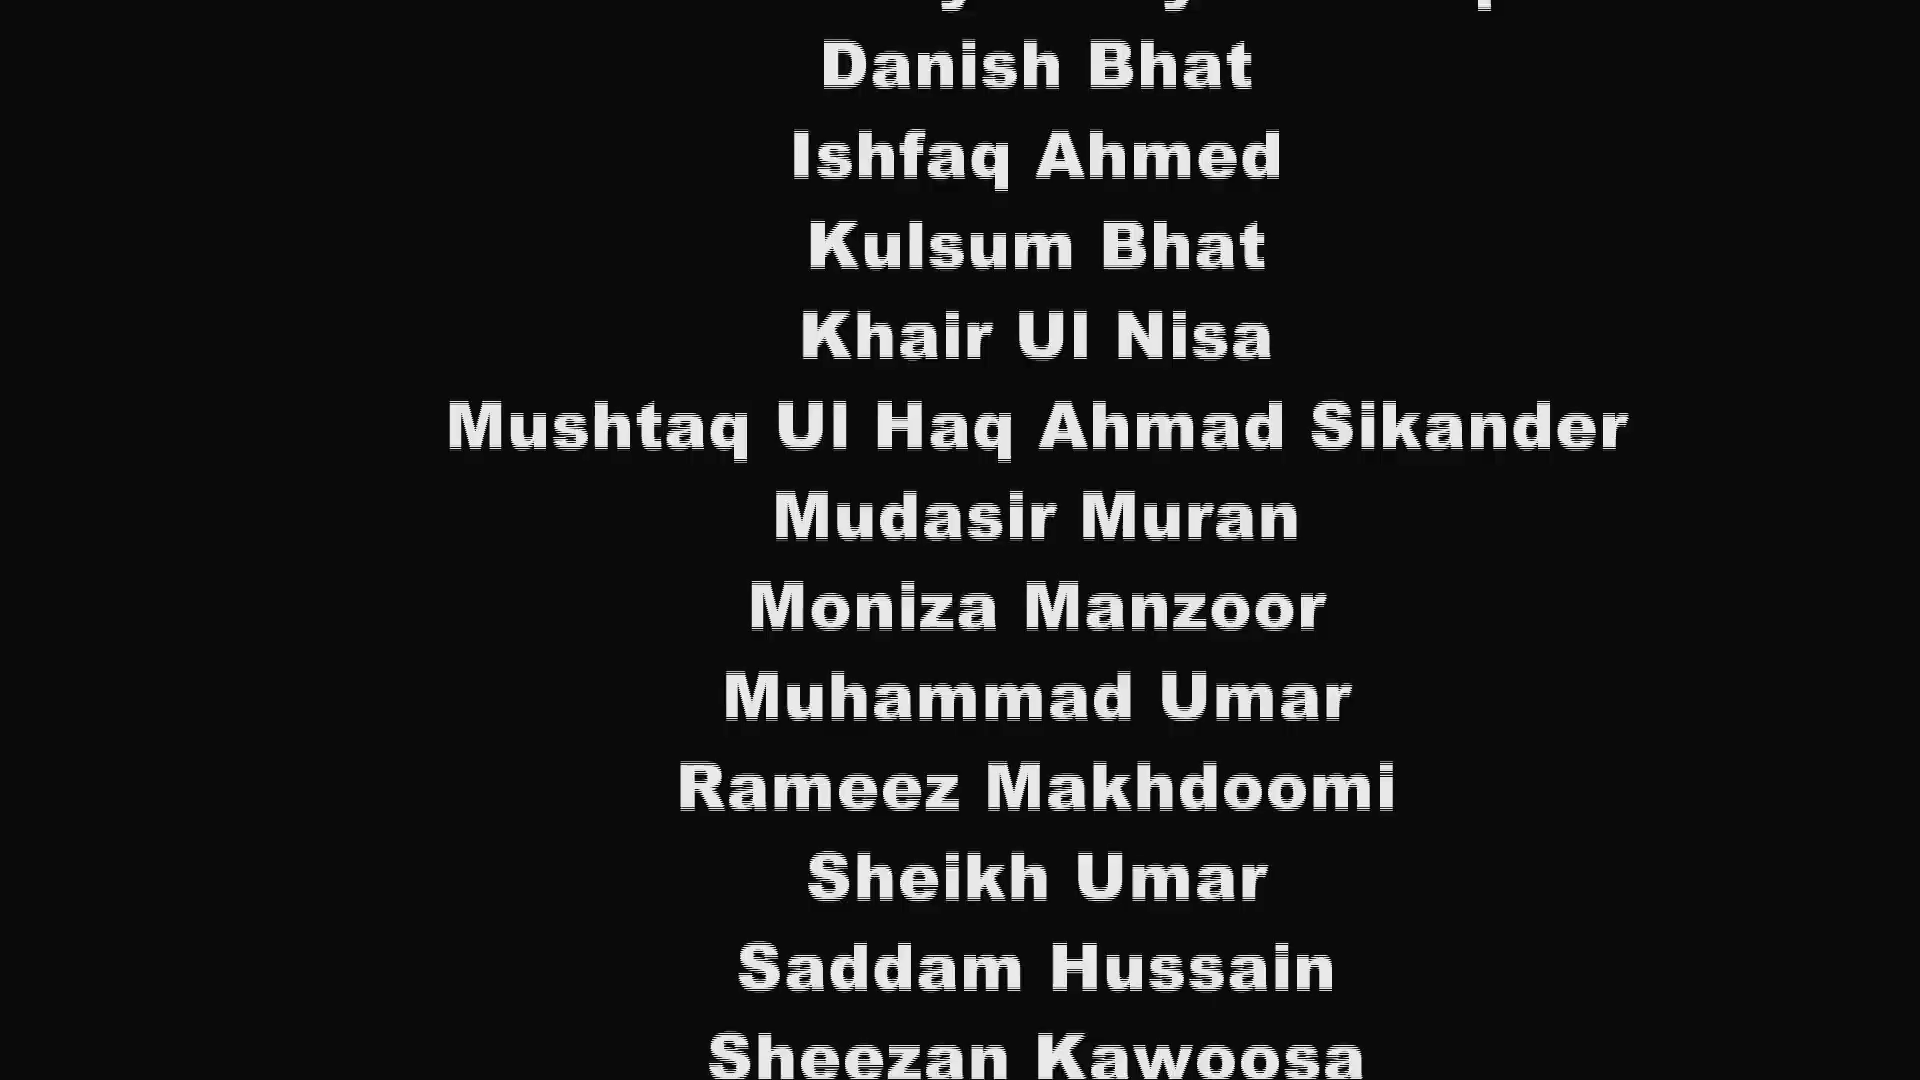 Danish Bhat
Ishfaq Ahmed
Kulsum Bhat
Khair Ul Nisa
Mushtaq Ul Haq Ahmad Sikander
Mudasir Muran
Moniza Manzoor
Muhammad Umar
Rameez Makhdoomi
Sheikh Umar
Saddam Hussain
Sheezan Kawoosa